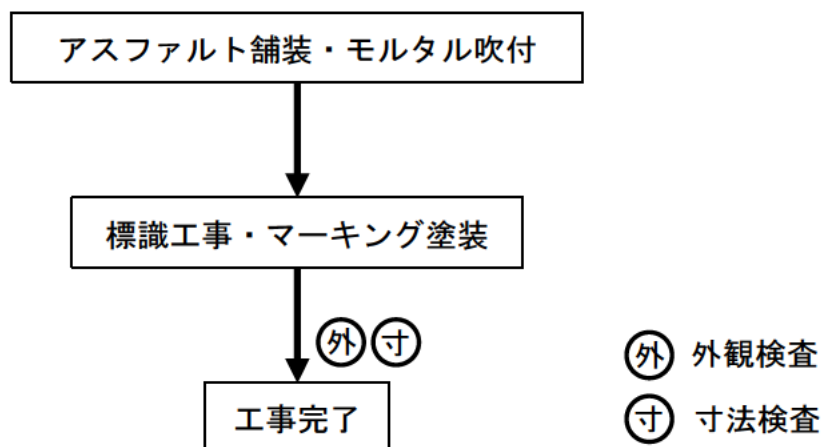 アスファルト舗装・モルタル吹付
標識工事・マーキング塗装
外 寸
工事完了
外 外観検査
寸 寸法検査